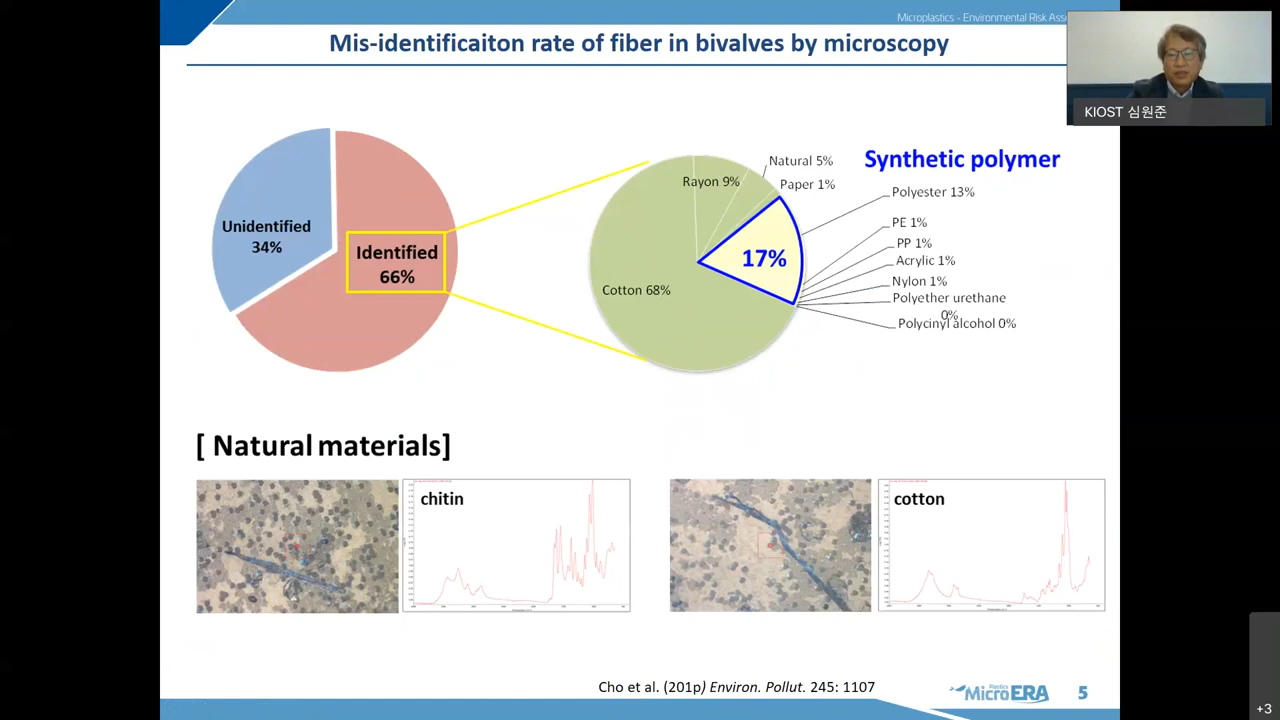 Microplastics - Environmental Risk Ass
Mis-identificaiton rate of fiber in bivalves by microscopy
KIOST 심원준
Unidentified
34%
Identified
66%
Rayon 9%
Natural 5%
Paper 1%
Cotton 68%
17%
Synthetic polymer
Polyester 13%
PE 1%
PP 1%
Acrylic 1%
Nylon 1%
Polyether urethane
0%
Polycinyl alcohol 0%
[ Natural materials]
chitin
cotton
Cho et al. (201p) Environ. Pollut. 245: 1107
Plastics
MicroERA
5
+3